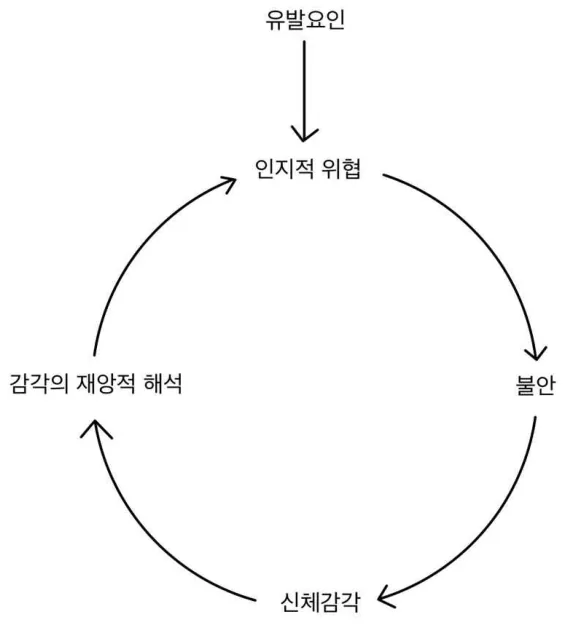 유발요인
인지적 위협
감각의 재앙적 해석
불안
신체감각